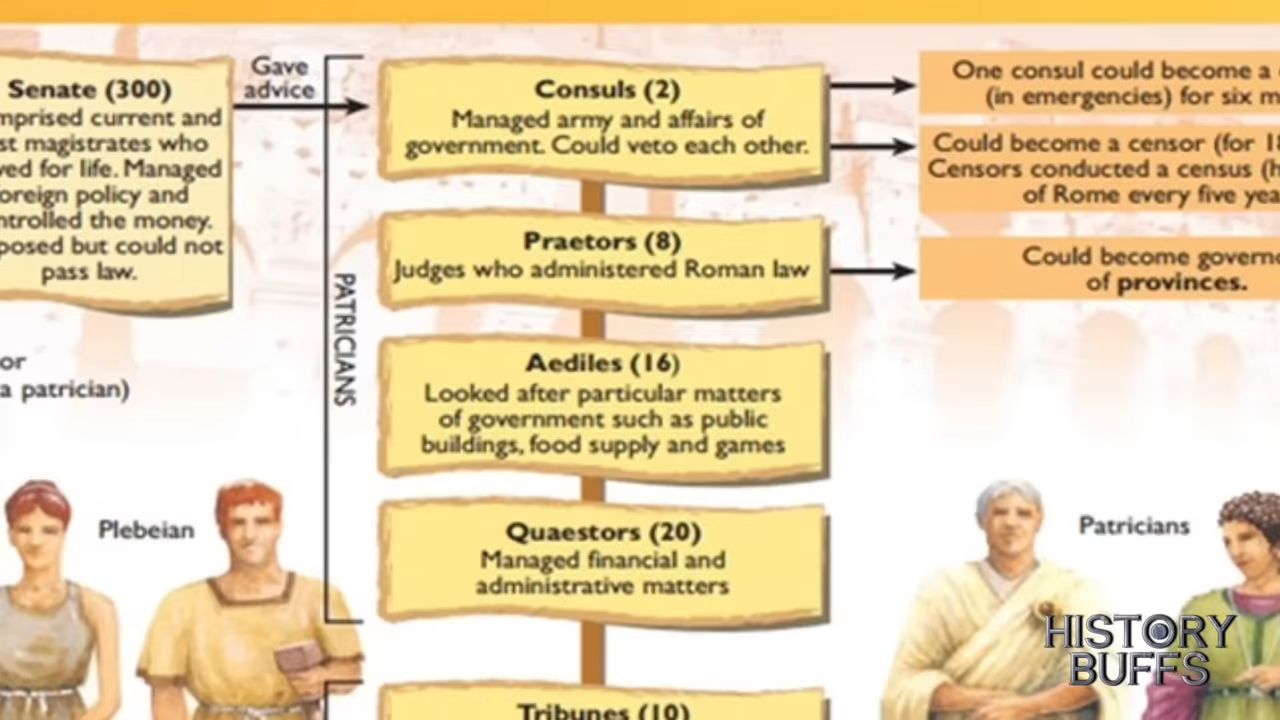 Senate (300)
mprised current and
st magistrates who
ved for life. Managed
oreign policy and
ntrolled the money.
posed but could not
pass law.
Gave
advice
PATRICIANS
Consuls (2)
Managed army and affairs of
government. Could veto each other.
One consul could become a
(in emergencies) for six m
Could become a censor (for 18
Censors conducted a census (h
of Rome every five yea
Praetors (8)
Judges who administered Roman law
Could become governo
of provinces.
Aediles (16)
Looked after particular matters
of government such as public
buildings, food supply and games
or
a patrician)
Plebeian
Quaestors (20)
Managed financial and
administrative matters
Patricians
Tribunes (10)
HISTORY
BUFFS